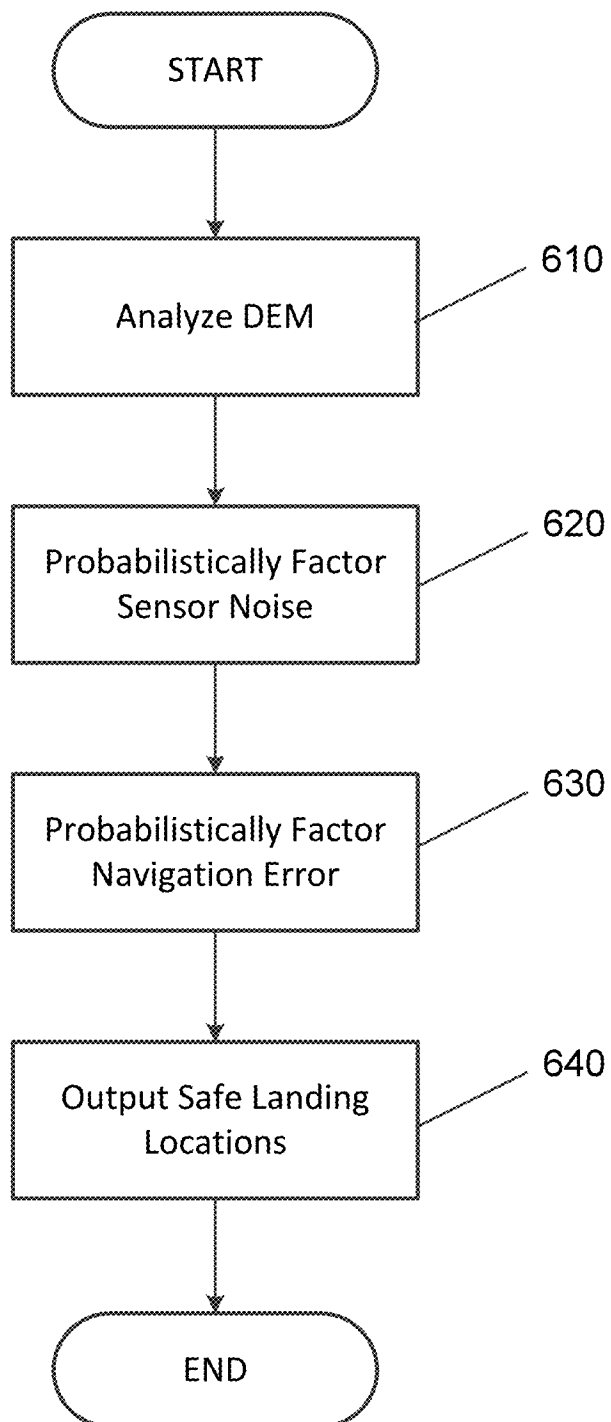 START
Analyze DEM
610
Probabilistically Factor
Sensor Noise
620
Probabilistically Factor
Navigation Error
630
Output Safe Landing
Locations
640
END